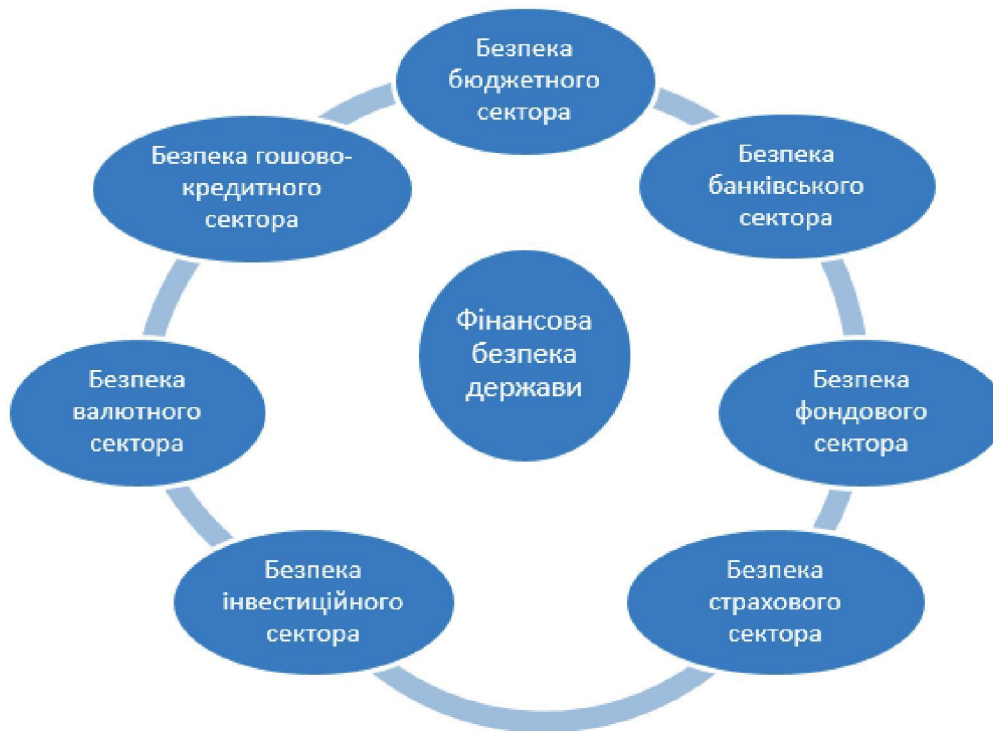 Безпека
бюджетного
сектора
Безпека
банківського
сектора
Безпека
фондового
сектора
Безпека
страхового
сектора
Безпека
інвестиційного
сектора
Безпека
валютного
сектора
Безпека гошово-
кредитного
сектора
Фінансова
безпека
держави